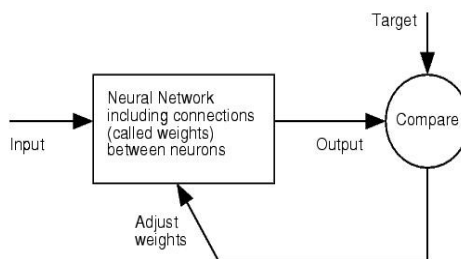 Target
Neural Network
including connections
(called weights)
between neurons
Compare
Input
Output
Adjust
weights